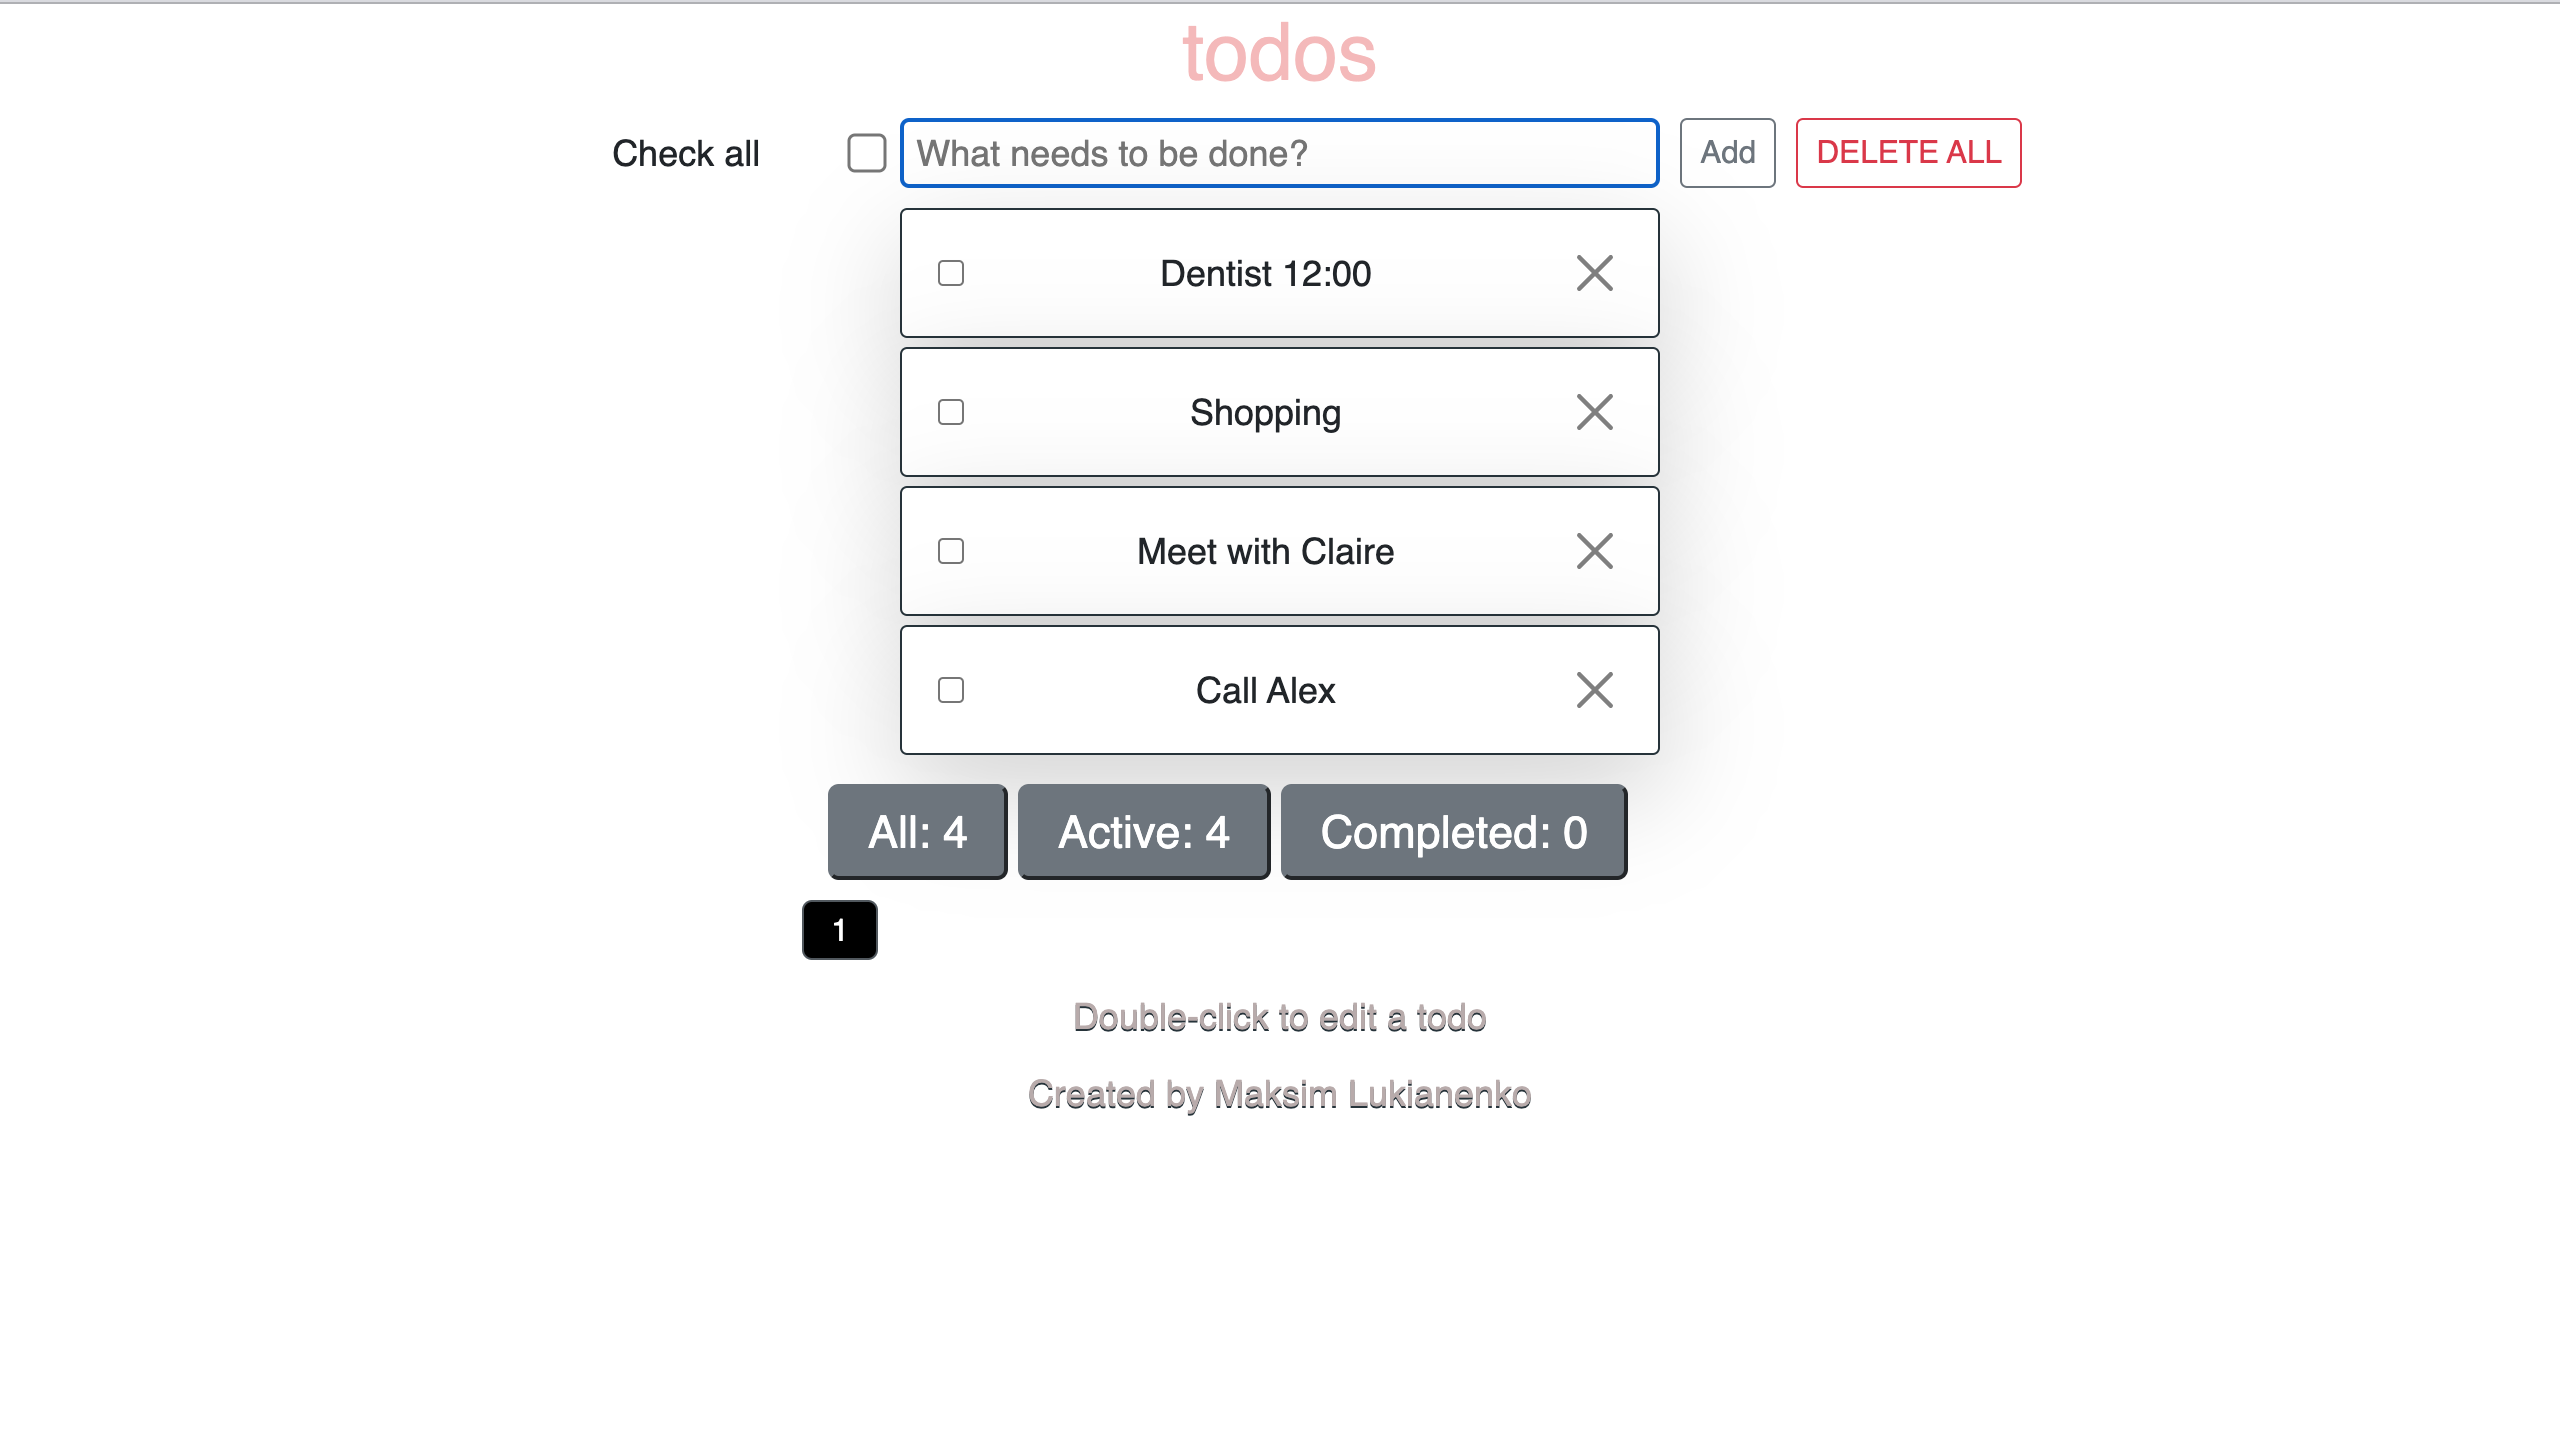 todos
Check all What needs to be done? Add DELETE ALL
Dentist 12:00
Shopping
Meet with Claire
Call Alex
All: 4 Active: 4 Completed: 0
1
Double-click to edit a todo
Created by Maksim Lukianenko